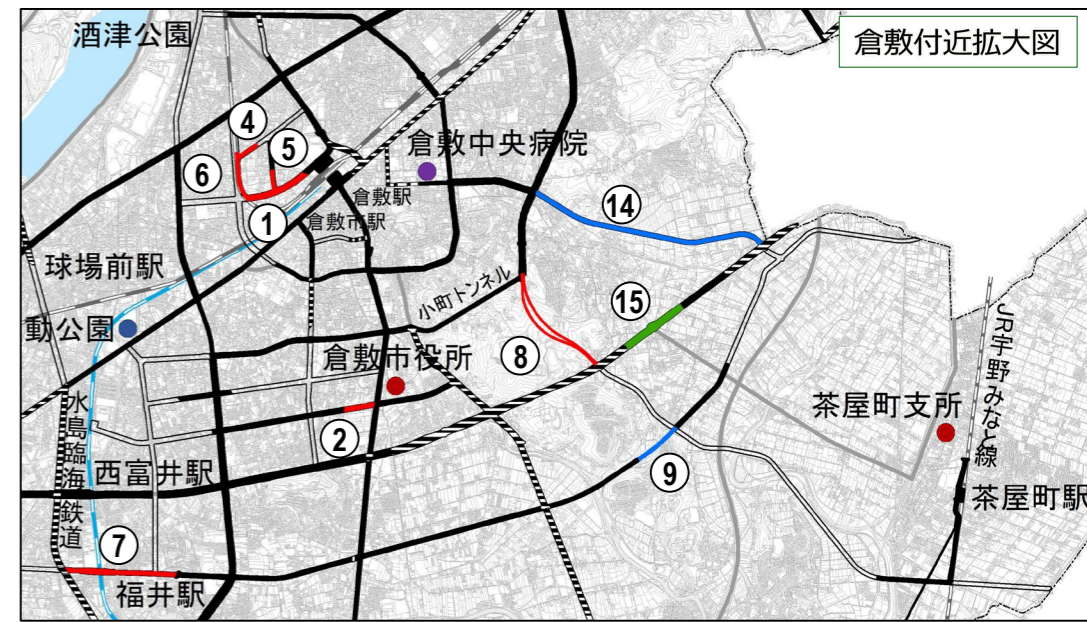 酒津公園
倉敷付近拡大図
④
⑤
倉敷中央病院
⑥
倉敷駅
①
倉敷市駅
⑭
球場前駅
小町トンネル
⑮
動公園
⑧
倉敷市役所
JR宇野みなと線
茶屋町支所
水島臨海鉄道
②
西富井駅
⑨
茶屋町駅
⑦
福井駅